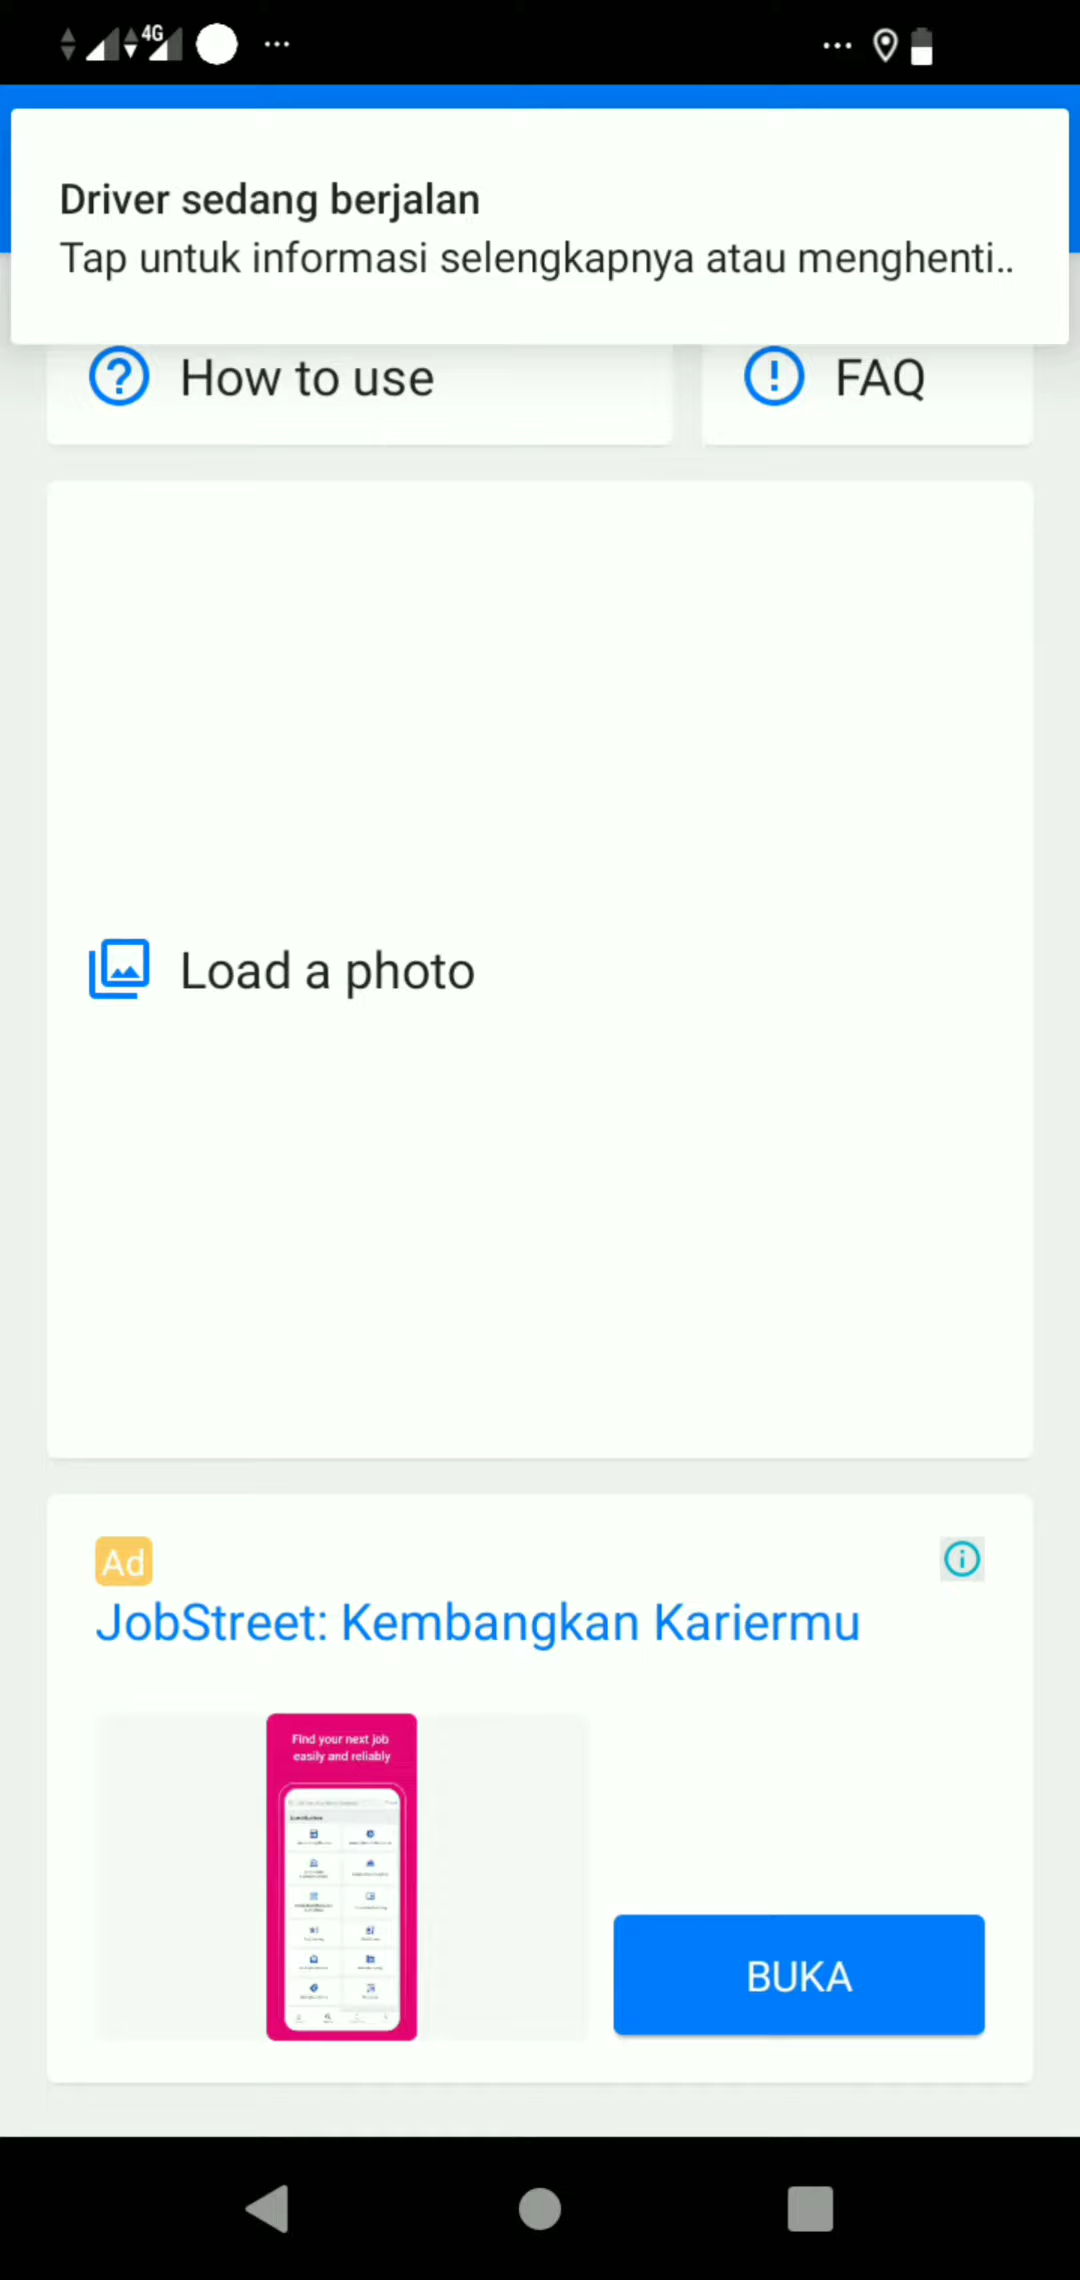 4G
Driver sedang berjalan
Tap untuk informasi selengkapnya atau menghenti..
How to use
FAQ
Load a photo
Ad
JobStreet: Kembangkan Kariermu
Find your next job
easily and reliably
BUKA